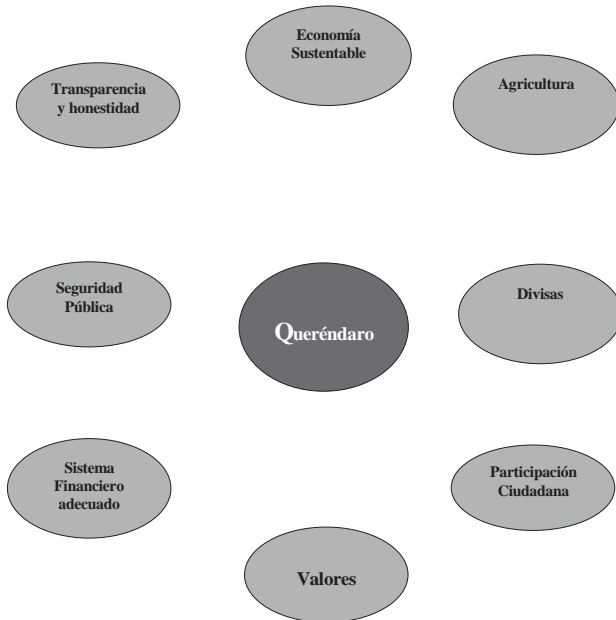 Economía
Sustentable
Transparencia
y honestidad
Agricultura
Seguridad
Pública
Queréndaro
Divisas
Sistema
Financiero
adecuado
Participación
Ciudadana
Valores